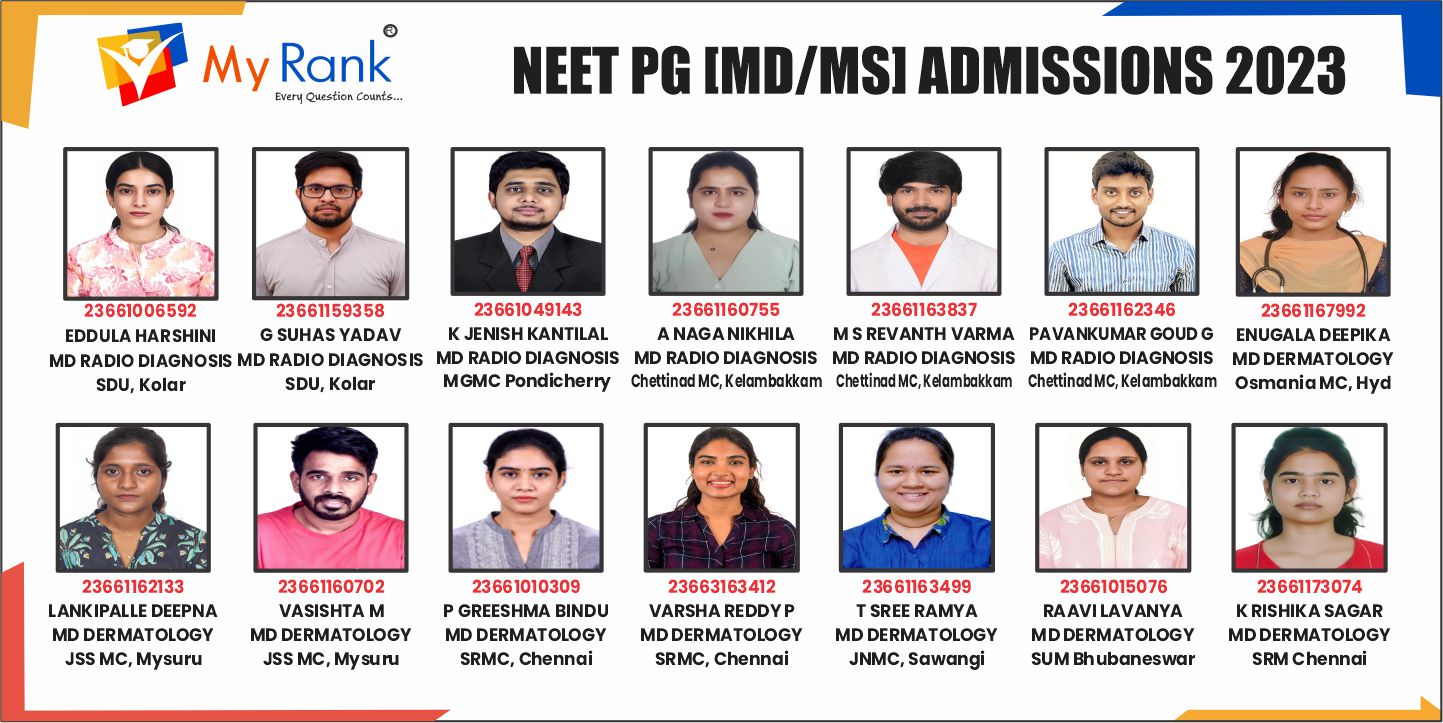 My Rank ®
Every Question Counts...
NEET PG [MD/MS] ADMISSIONS 2023
23661006592
EDDULA HARSHINI
MD RADIO DIAGNOSIS
SDU, Kolar
23661159358
G SUHAS YADAV
MD RADIO DIAGNOSIS
SDU, Kolar
23661049143
K JENISH KANTILAL
MD RADIO DIAGNOSIS
MGMC Pondicherry
23661160755
A NAGA NIKHILA
MD RADIO DIAGNOSIS
Chettinad MC, Kelambakkam
23661163837
M S REVANTH VARMA
MD RADIO DIAGNOSIS
Chettinad MC, Kelambakkam
23661162346
PAVANKUMAR GOUD G
MD RADIO DIAGNOSIS
Chettinad MC, Kelambakkam
23661167992
ENUGALA DEEPIKA
MD DERMATOLOGY
Osmania MC, Hyd
23661162133
LANKIPALLE DEEPNA
MD DERMATOLOGY
JSS MC, Mysuru
23661160702
VASISHTA M
MD DERMATOLOGY
JSS MC, Mysuru
23661010309
P GREESHMA BINDU
MD DERMATOLOGY
SRMC, Chennai
23663163412
VARSHA REDDY P
MD DERMATOLOGY
SRMC, Chennai
23661163499
T SREE RAMYA
MD DERMATOLOGY
JNMC, Sawangi
23661015076
RAAVI LAVANYA
MD DERMATOLOGY
SUM Bhubaneswar
23661173074
K RISHIKA SAGAR
MD DERMATOLOGY
SRM Chennai